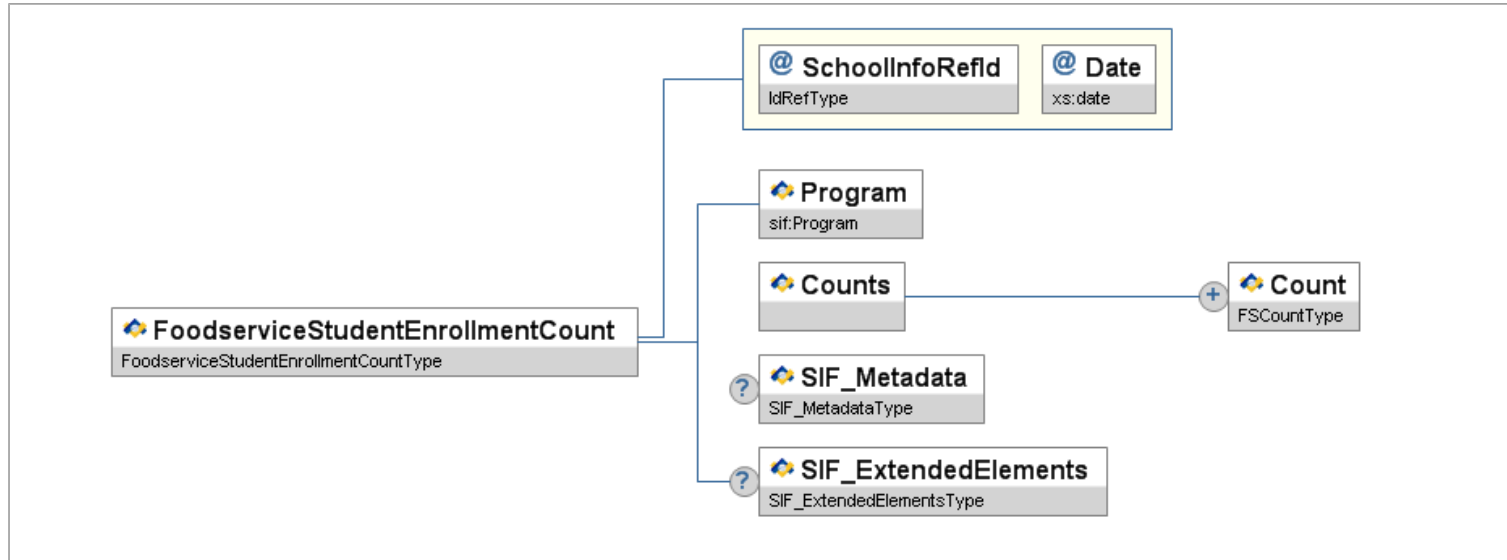 @ SchoolInfoRefId
IdRefType
@ Date
xs:date
Program
sif:Program
Counts
+
Count
FSCountType
FoodserviceStudentEnrollmentCount
FoodserviceStudentEnrollmentCountType
?
SIF_Metadata
SIF_MetadataType
?
SIF_ExtendedElements
SIF_ExtendedElementsType